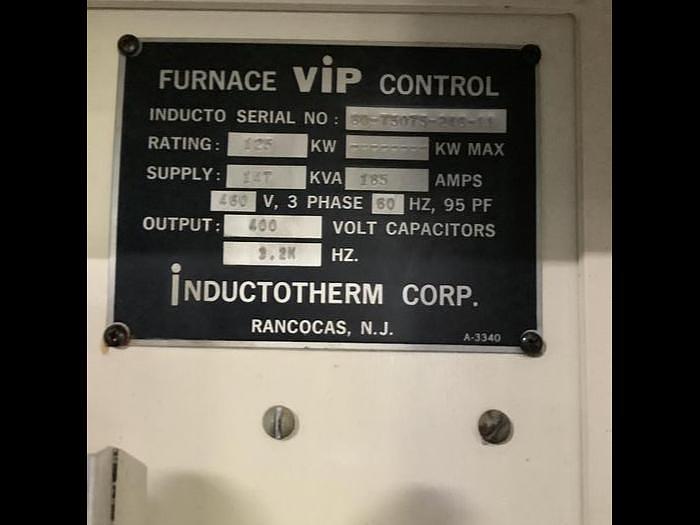 FURNACE ViP CONTROL
INDUCTO SERIAL NO :
RATING : 125 KW -------- KW MAX
SUPPLY : 147 KVA 185 AMPS
460 V, 3 PHASE 60 HZ, 95 PF
OUTPUT : 400 VOLT CAPACITORS
3.2K HZ.
iNDUCTOTHERM CORP.
RANCOCAS, N.J.
A-3340